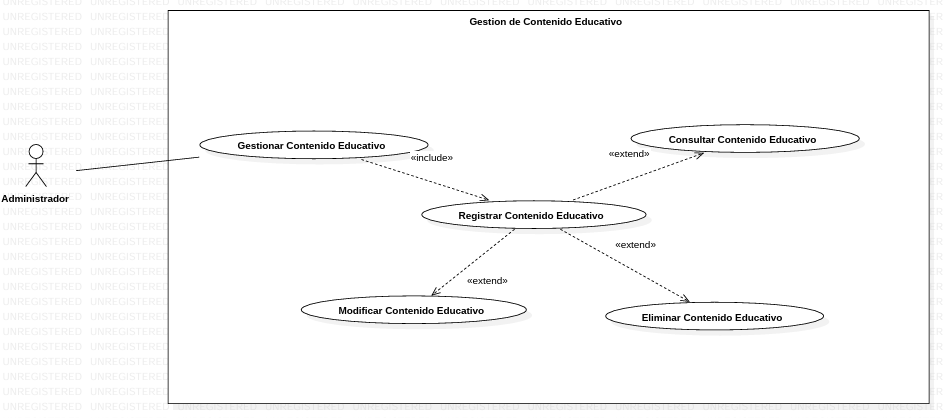 Gestion de Contenido Educativo
Gestionar Contenido Educativo
Consultar Contenido Educativo
«include»
«extend»
Administrador
Registrar Contenido Educativo
«extend»
«extend»
Modificar Contenido Educativo
Eliminar Contenido Educativo
UNREGISTERED